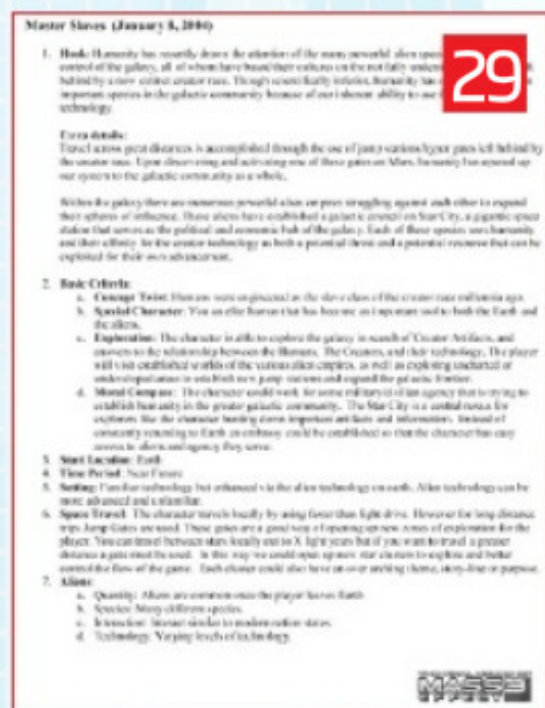 Master Slaves (January 8, 2004)
29
1. Hook: Humanity has recently drawn the attention of the many powerful alien
control of the galaxy, all of whom have based their cultures on the not fully
behind by a now extinct creator race. Though scientifically inferior, humanity has
important species in the galactic community because of our inherent ability to use
technology.
Extra details:
Travel across great distances is accomplished through the use of jump stations/hyper gates left behind by
the creator race. Upon discovering and activating one of these gates on Mars, humanity has opened up
our system to the galactic community as a whole.
Within the galaxy there are numerous powerful alien empires struggling against each other to expand
their spheres of influence. These aliens have established a galactic council on Star City, a gigantic space
station that serves as the political and economic hub of the galaxy. Each of these species sees humanity
and their affinity for the creator technology as both a potential threat and a potential resource that can be
exploited for their own advancement.
2. Basic Criteria:
a. Concept Twist: Humans were engineered as the slave class of the creator race millennia ago.
b. Special Character: You an elite human that has become an important tool to both the Earth and
the aliens.
c. Exploration: The character is able to explore the galaxy in search of Creator Artifacts, and
answers to the relationship between the Humans, The Creators, and their technology. The player
will visit established worlds of the various alien empires, as well as exploring uncharted or
underdeveloped areas to establish new jump stations and expand the galactic frontier.
d. Moral Compass: The character could work for some military/civilian agency that is trying to
establish humanity in the greater galactic community. The Star City is a central nexus for
explorers like the character hunting down important artifacts and information. Instead of
constantly returning to Earth an embassy could be established so that the character has easy
access to aliens and agency they serve.
3. Start Location: Earth
4. Time Period: Near Future
5. Setting: Familiar technology but enhanced via the alien technology on earth. Alien technology can be
more advanced and unfamiliar.
6. Space Travel: The character travels locally by using faster than light drive. However for long distance
trips Jump Gates are used. These gates are a good way of opening up new zones of exploration for the
player. You can travel between stars locally out to X light years but if you want to travel a greater
distance a gate must be used. In this way we could open up new star clusters to explore and better
control the flow of the game. Each cluster could also have an over arching theme, story-line or purpose.
7. Aliens
a. Quantity: Aliens are common once the player leaves Earth.
b. Species: Many different species.
c. Interaction: Interact similar to modern nation states.
d. Technology: Varying levels of technology.
MASS EFFECT